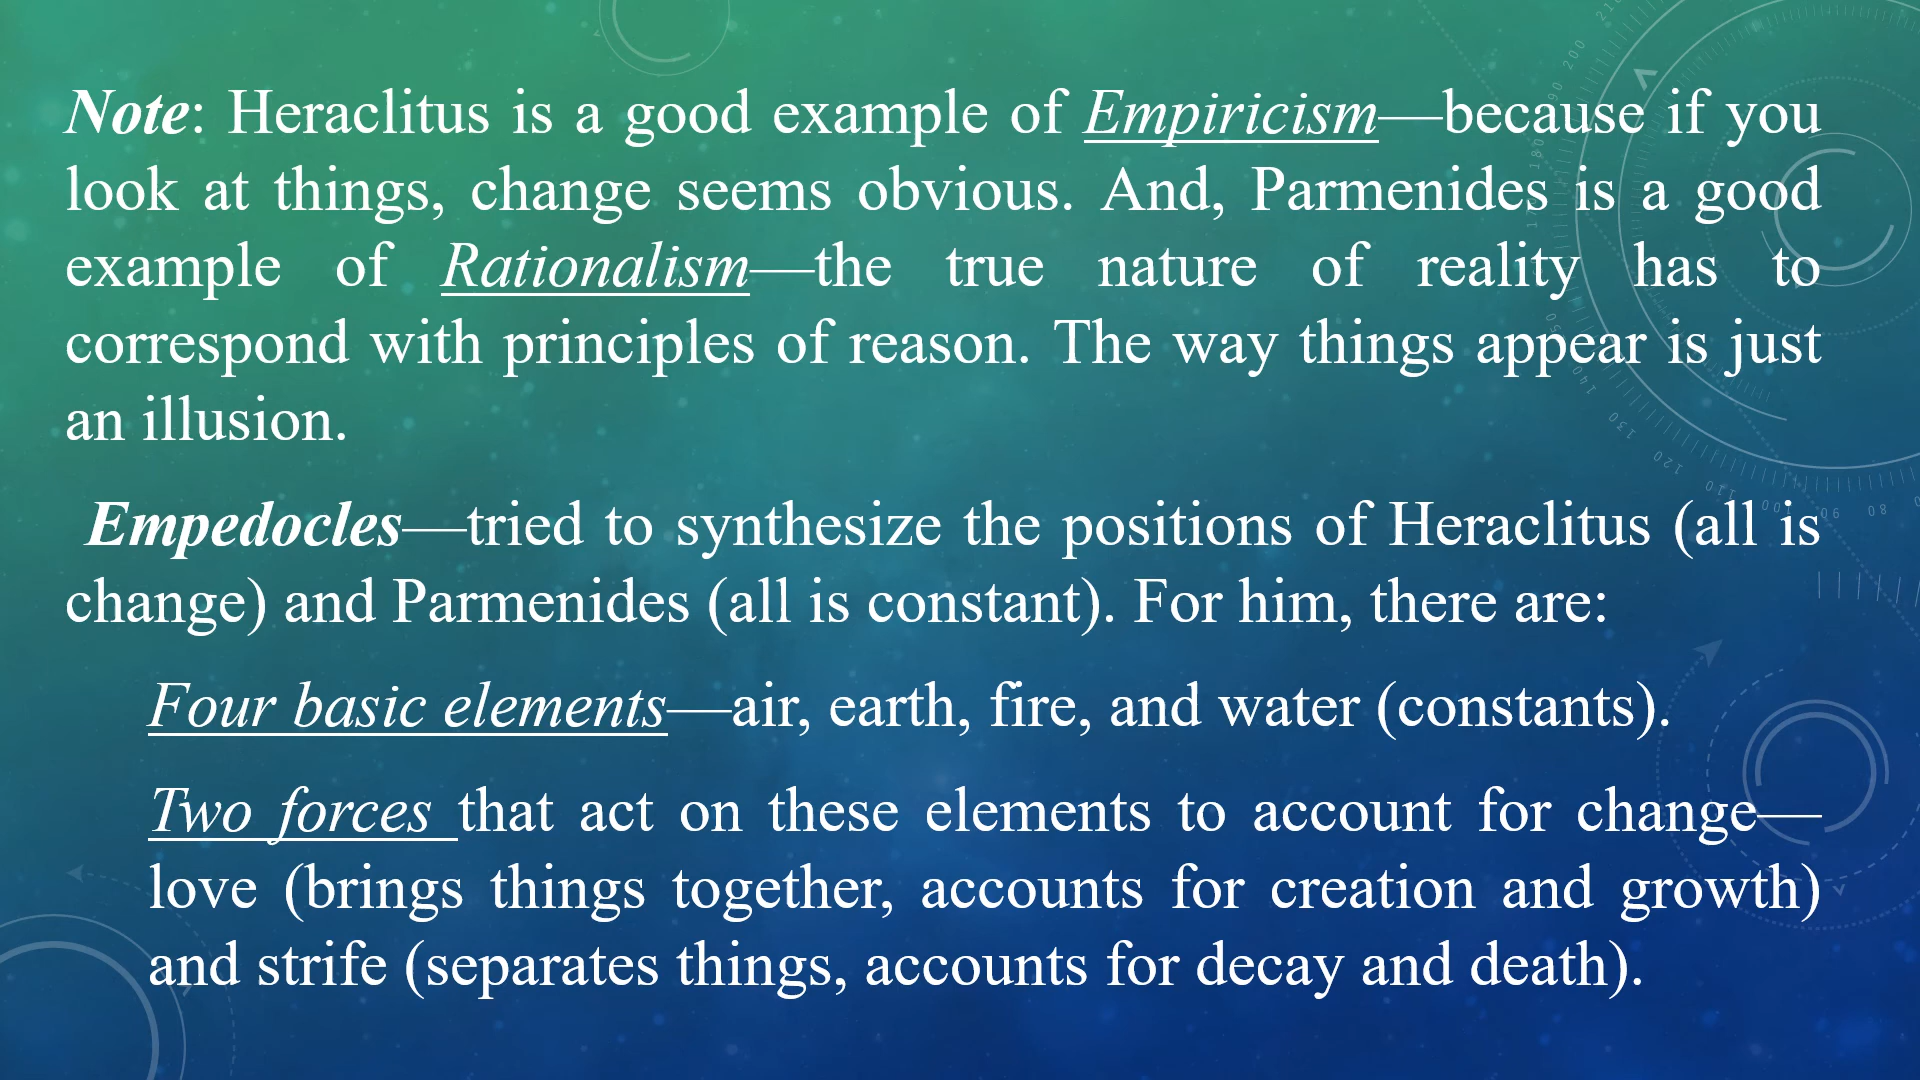 Note: Heraclitus is a good example of Empiricism—because if you
look at things, change seems obvious. And, Parmenides is a good
example of Rationalism—the true nature of reality has to
correspond with principles of reason. The way things appear is just
an illusion.
Empedocles—tried to synthesize the positions of Heraclitus (all is
change) and Parmenides (all is constant). For him, there are:
Four basic elements—air, earth, fire, and water (constants).
Two forces that act on these elements to account for change—
love (brings things together, accounts for creation and growth)
and strife (separates things, accounts for decay and death).